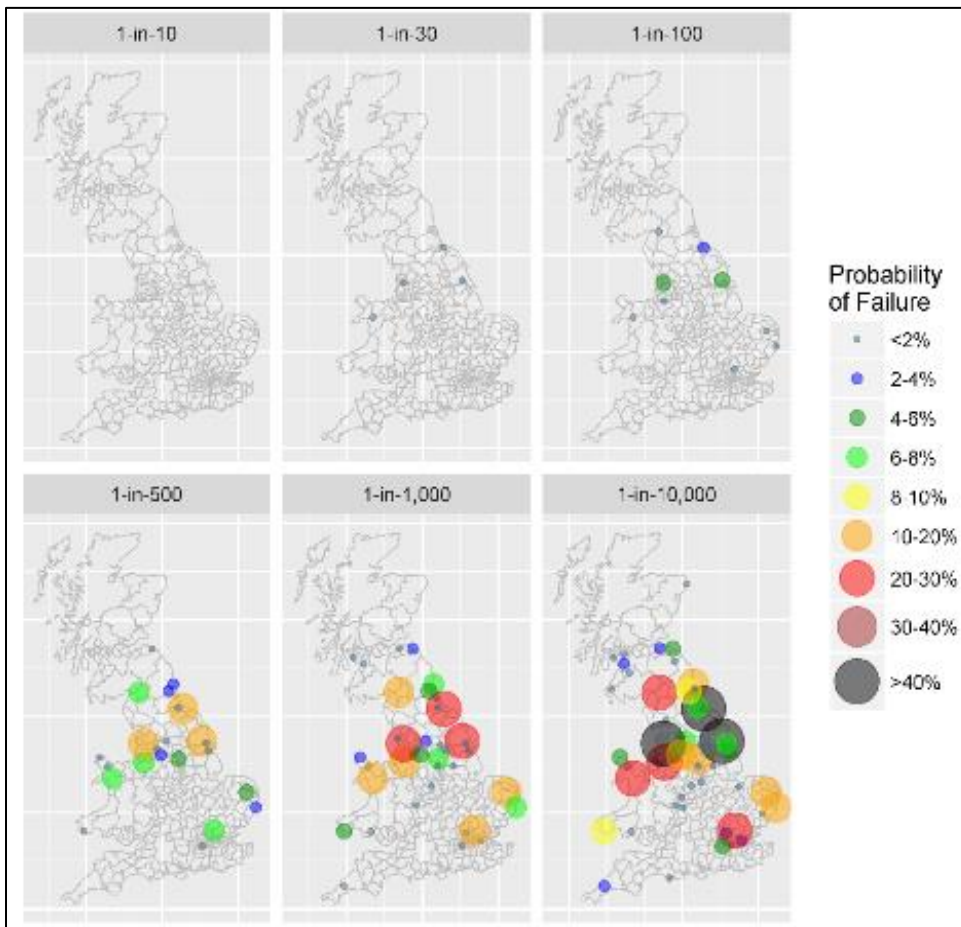 1-in-10
1-in-30
1-in-100
1-in-500
1-in-1,000
1-in-10,000
Probability
of Failure
<2%
2-4%
4-6%
6-8%
8-10%
10-20%
20-30%
30-40%
>40%